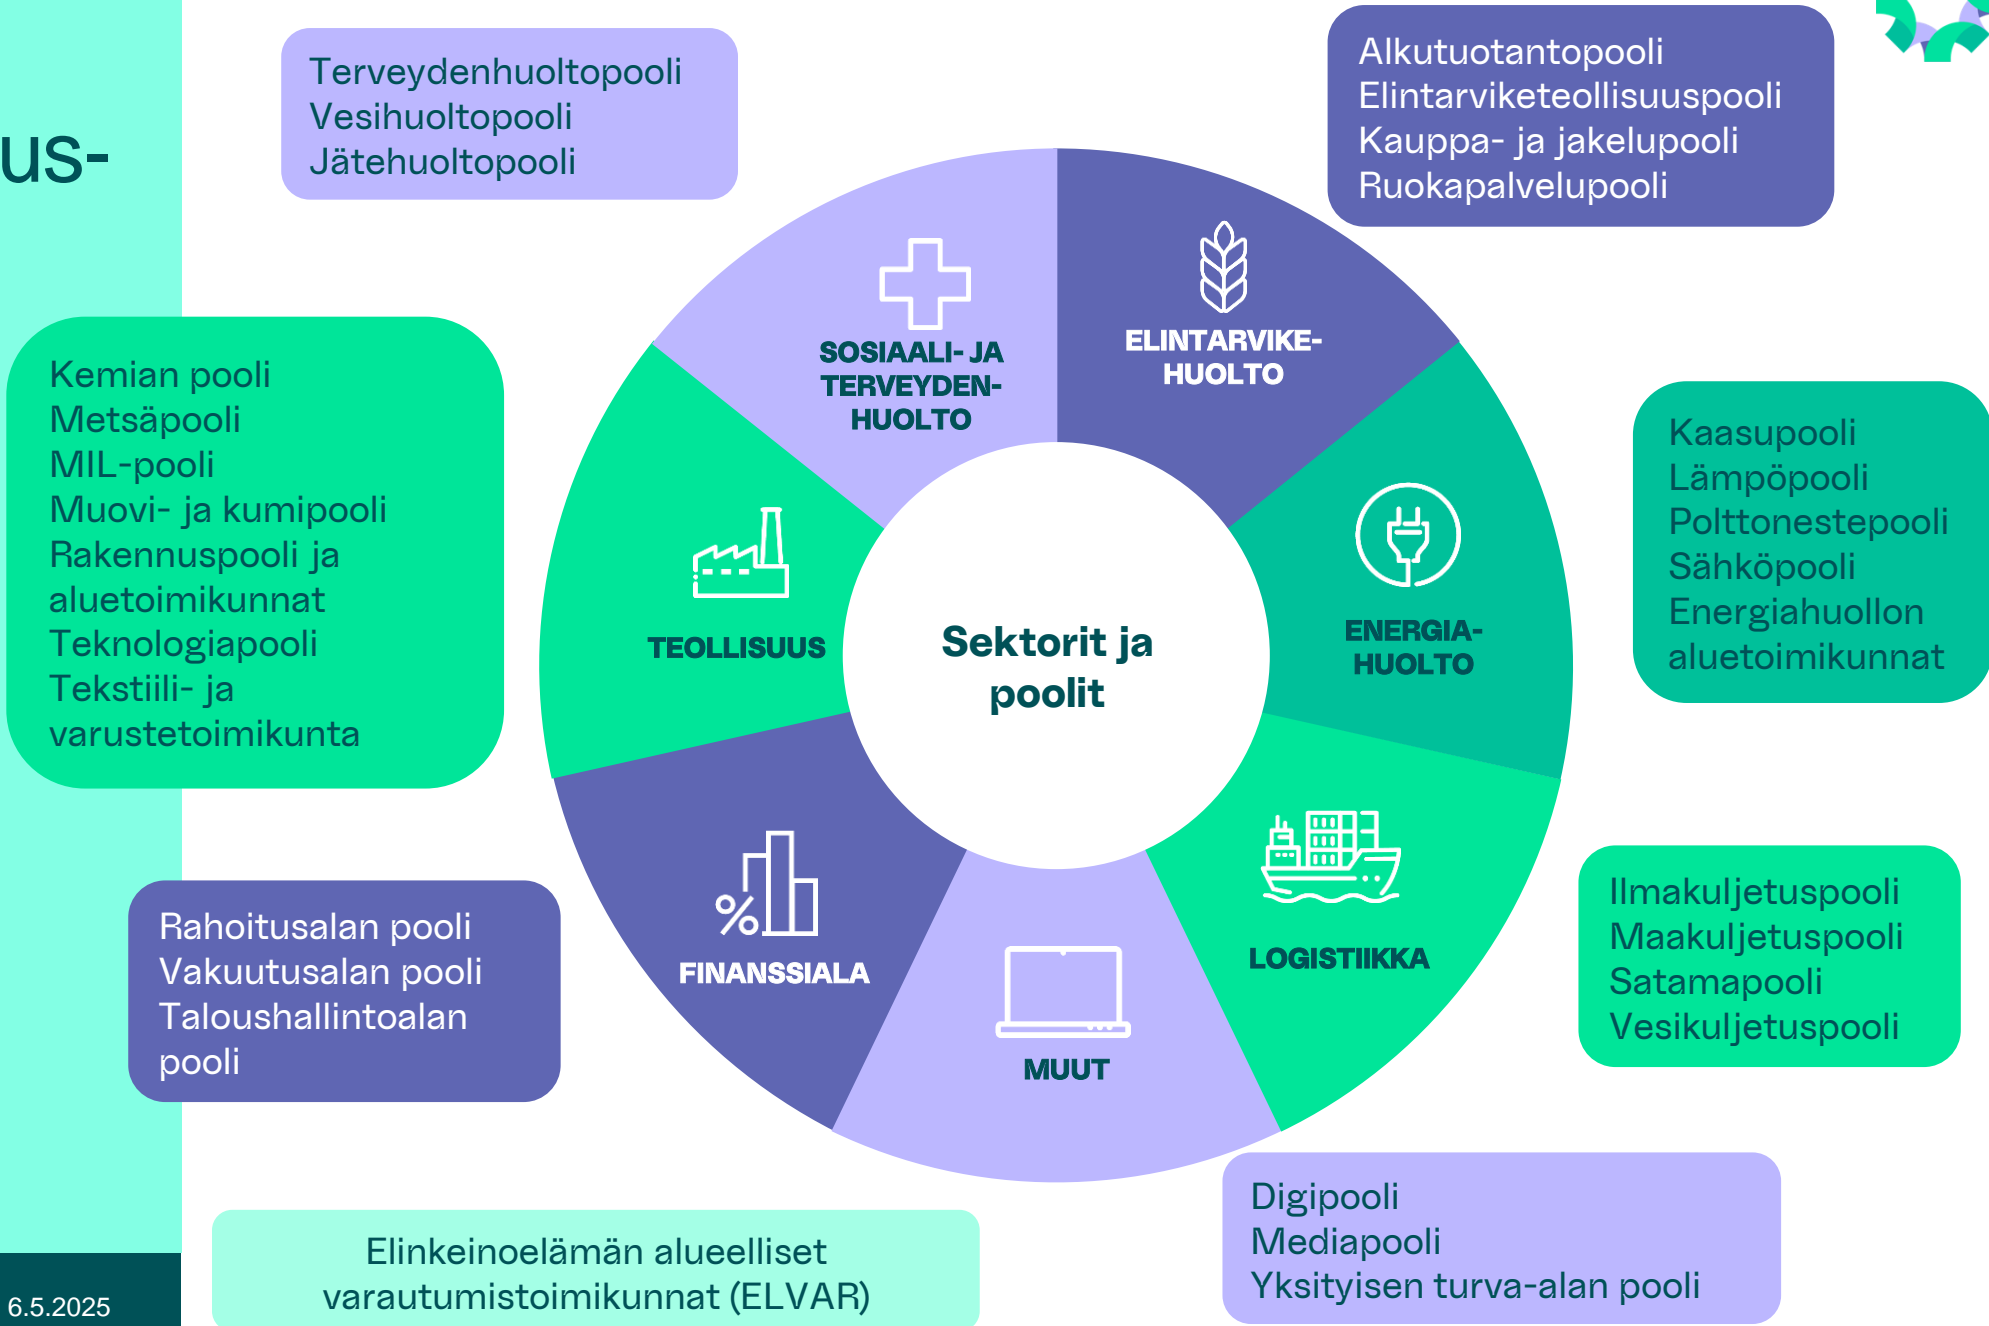 us-
Terveydenhuoltopooli
Vesihuoltopooli
Jätehuoltopooli
Alkutuotantopooli
Elintarviketeollisuuspooli
Kauppa- ja jakelupooli
Ruokapalvelupooli
SOSIAALI- JA
TERVEYDEN-
HUOLTO
ELINTARVIKE-
HUOLTO
Kemian pooli
Metsäpooli
MIL-pooli
Muovi- ja kumipooli
Rakennuspooli ja
aluetoimikunnat
Teknologiapooli
Tekstiili- ja
varustetoimikunta
TEOLLISUUS
Sektorit ja
poolit
ENERGIA-
HUOLTO
Kaasupooli
Lämpöpooli
Polttonestepooli
Sähköpooli
Energiahuollon
aluetoimikunnat
Rahoitusalan pooli
Vakuutusalan pooli
Taloushallintoalan
pooli
%
FINANSSIALA
MUUT
LOGISTIIKKA
Ilmakuljetuspooli
Maakuljetuspooli
Satamapooli
Vesikuljetuspooli
Digipooli
Mediapooli
Yksityisen turva-alan pooli
Elinkeinoelämän alueelliset
varautumistoimikunnat (ELVAR)
6.5.2025